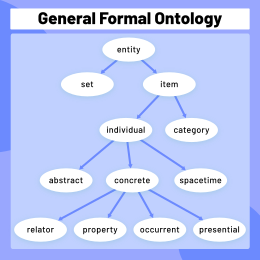 General Formal Ontology
entity
set item
individual category
abstract concrete spacetime
relator property occurrent presential